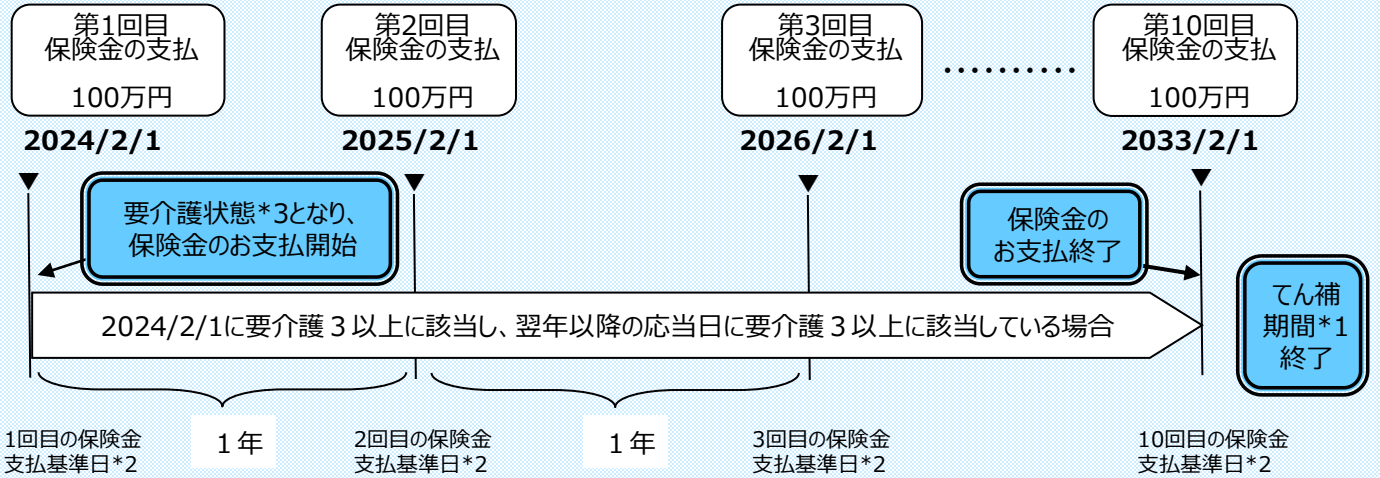 第1回目
保険金の支払
100万円
第2回目
保険金の支払
100万円
第3回目
保険金の支払
100万円
・・・・・・・・・・
第10回目
保険金の支払
100万円
2024/2/1
2025/2/1
2026/2/1
2033/2/1
要介護状態*3となり、
保険金のお支払開始
保険金の
お支払終了
てん補
期間*1
終了
2024/2/1に要介護３以上に該当し、翌年以降の応当日に要介護３以上に該当している場合
1回目の保険金
支払基準日*2
１年
2回目の保険金
支払基準日*2
１年
3回目の保険金
支払基準日*2
10回目の保険金
支払基準日*2